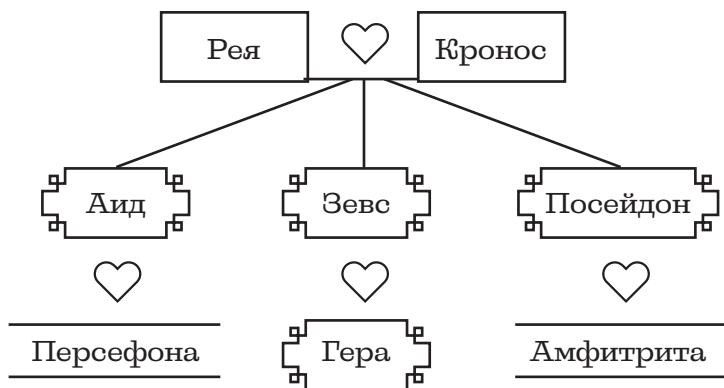 Рея Кронос
Аид Зевс Посейдон
Персефона Гера Амфитрита